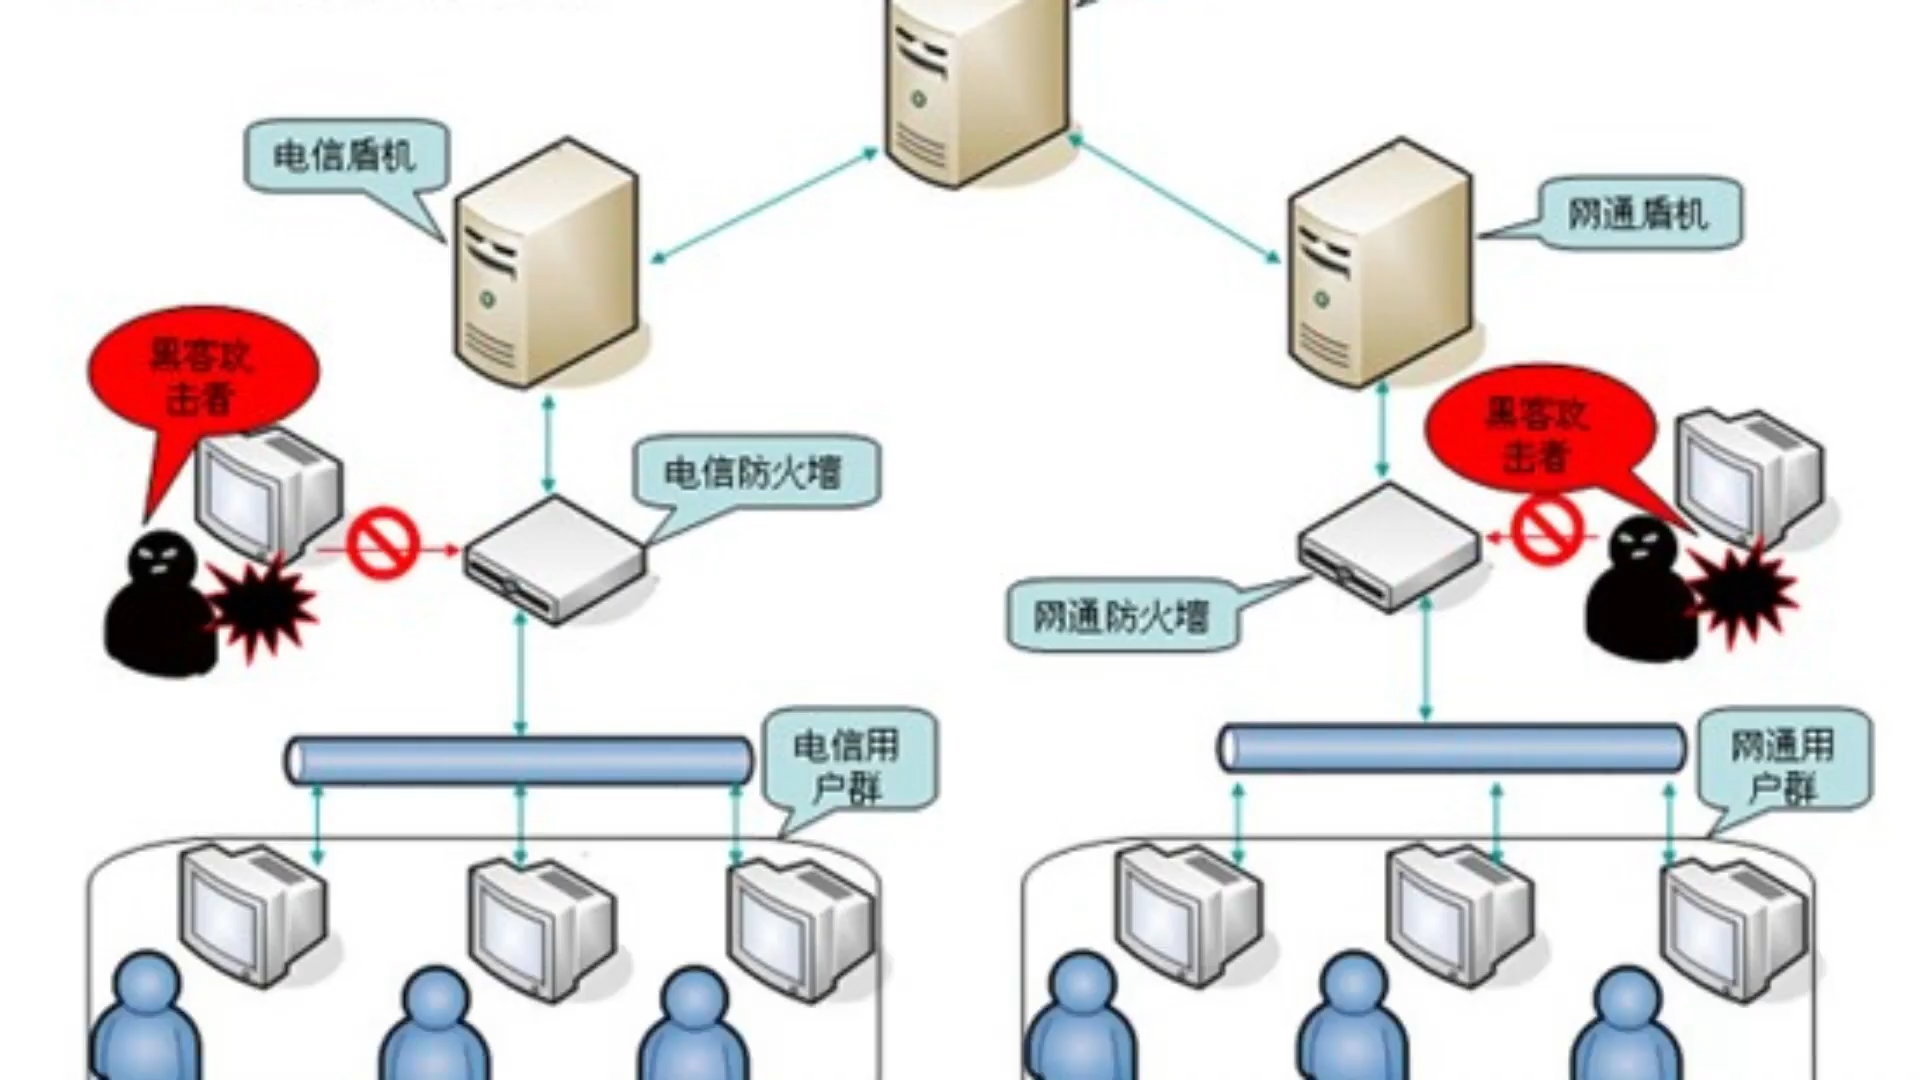 电信盾机
网通盾机
黑客攻
击者
黑客攻
击者
电信防火墙
网通防火墙
电信用
户群
网通用
户群